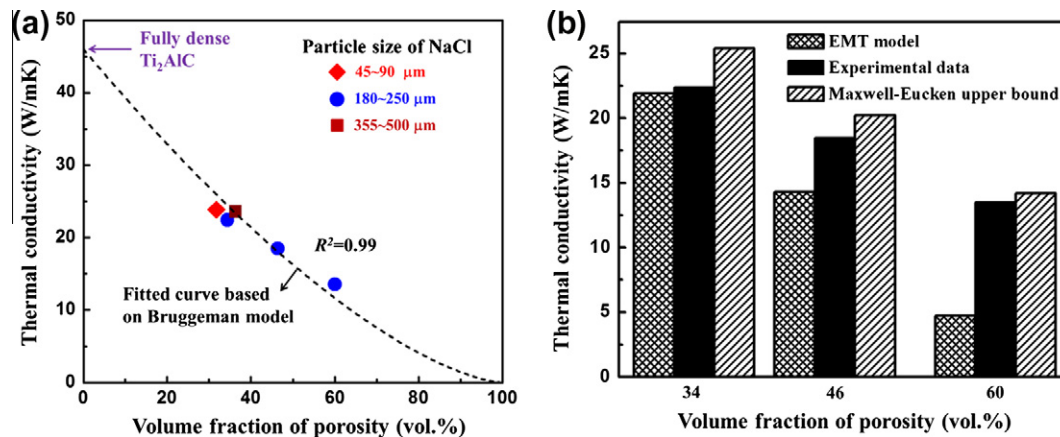 (a)
50
40
30
20
10
0
Thermal conductivity (W/mK)
Fully dense
Ti₂AlC
Particle size of NaCl
45~90 μm
180~250 μm
355~500 μm
R²=0.99
Fitted curve based
on Bruggeman model
0 20 40 60 80 100
Volume fraction of porosity (vol.%)
(b)
25
20
15
10
5
0
Thermal conductivity (W/mK)
EMT model
Experimental data
Maxwell-Eucken upper bound
34 46 60
Volume fraction of porosity (vol.%)